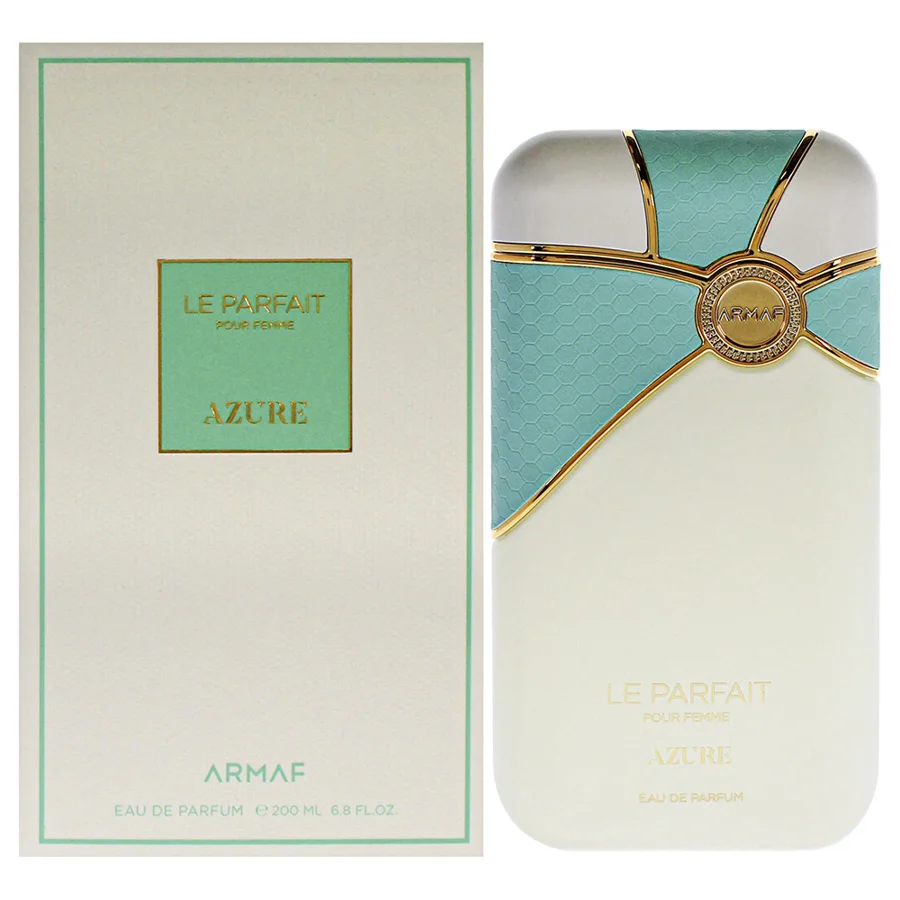 LE PARFAIT
POUR FEMME
AZURE
ARMAF
EAU DE PARFUM ℮ 200 ML 6.8 FL.OZ.
ARMAF
LE PARFAIT
POUR FEMME
AZURE
EAU DE PARFUM